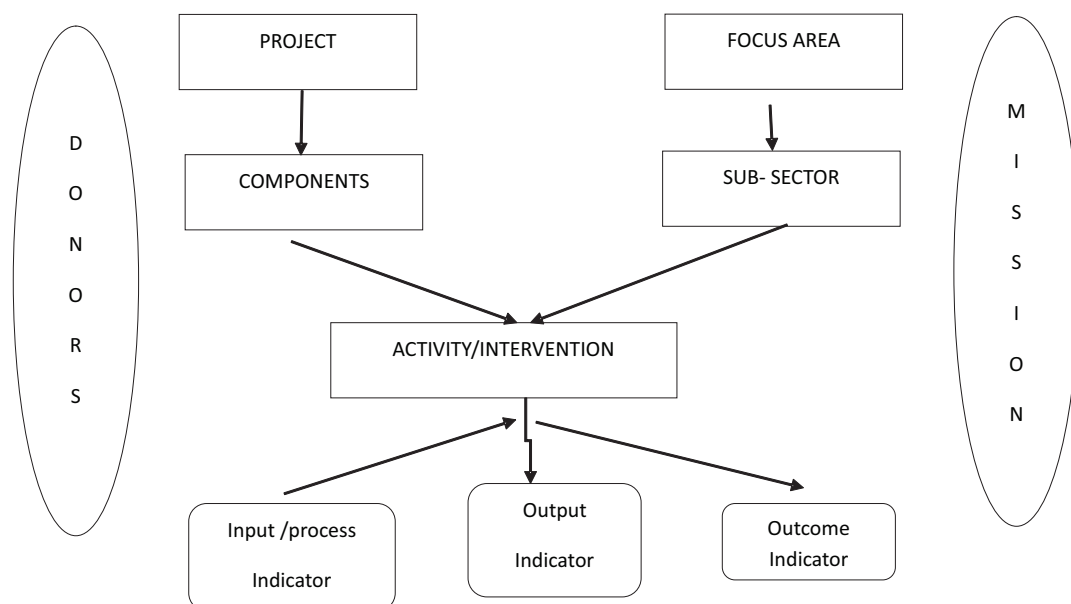 PROJECT
FOCUS AREA
D
O
N
O
R
S
M
I
S
S
I
O
N
COMPONENTS
SUB- SECTOR
ACTIVITY/INTERVENTION
Input /process
Indicator
Output
Indicator
Outcome
Indicator